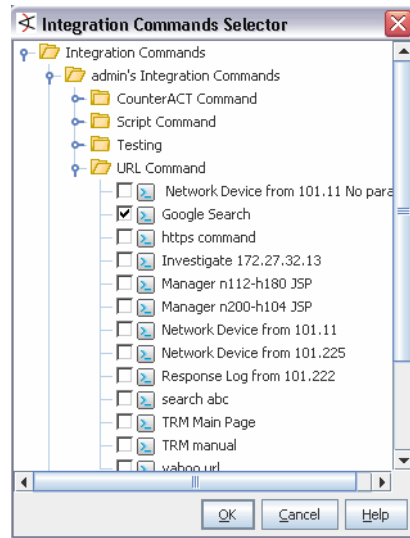 Integration Commands Selector
Integration Commands
admin's Integration Commands
CounterACT Command
Script Command
Testing
URL Command
Network Device from 101.11 No para
Google Search
https command
Investigate 172.27.32.13
Manager n112-h180 JSP
Manager n200-h104 JSP
Network Device from 101.11
Network Device from 101.225
Response Log from 101.222
search abc
TRM Main Page
TRM manual
yahoo url
OK Cancel Help